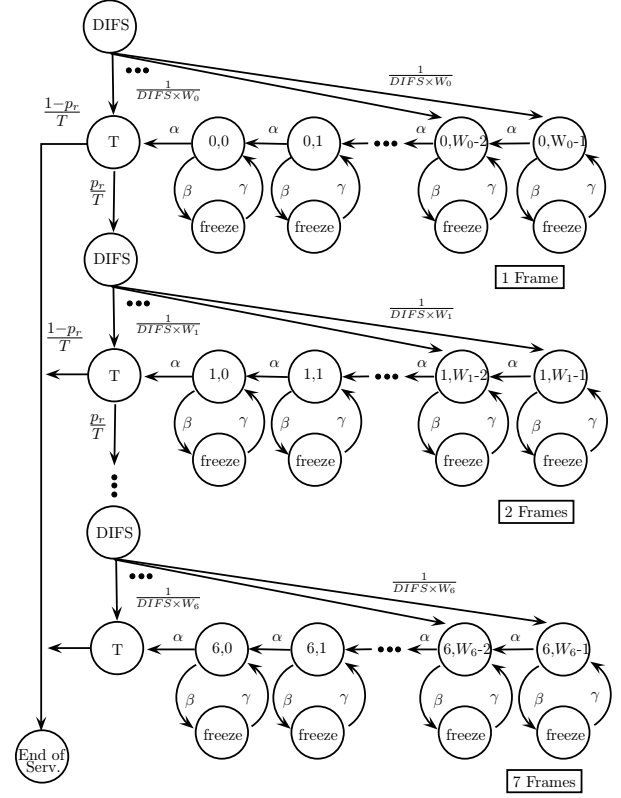 DIFS
••• 1/DIFS×W₀ 1/DIFS×W₀
1−pᵣ/T
T α 0,0 α 0,1 ••• α 0,W₀-2 α 0,W₀-1
pᵣ/T β γ β γ β γ β γ
freeze freeze freeze freeze
DIFS
1 Frame
••• 1/DIFS×W₁ 1/DIFS×W₁
1−pᵣ/T
T α 1,0 α 1,1 ••• α 1,W₁-2 α 1,W₁-1
pᵣ/T β γ β γ β γ β γ
freeze freeze freeze freeze
2 Frames
DIFS
••• 1/DIFS×W₆ 1/DIFS×W₆
T α 6,0 α 6,1 ••• α 6,W₆-2 α 6,W₆-1
β γ β γ β γ β γ
freeze freeze freeze freeze
End of
Serv.
7 Frames